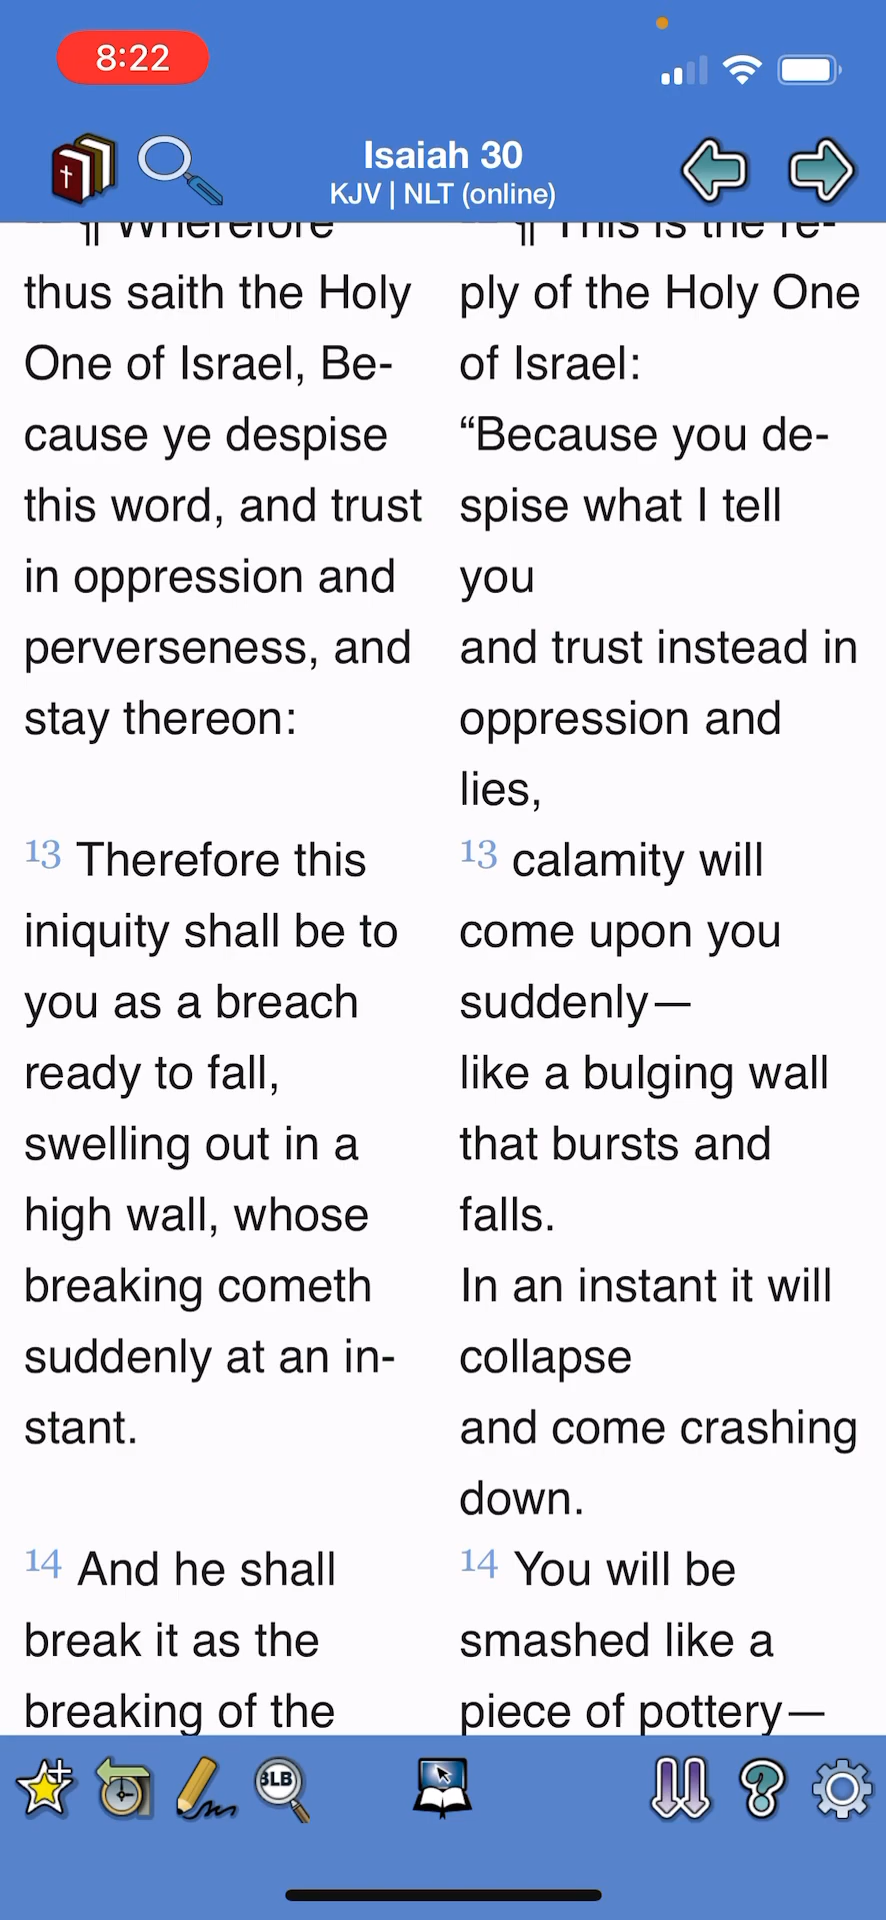 8:22
Isaiah 30
KJV | NLT (online)
¶ Wherefore
thus saith the Holy
One of Israel, Be-
cause ye despise
this word, and trust
in oppression and
perverseness, and
stay thereon:
13 Therefore this
iniquity shall be to
you as a breach
ready to fall,
swelling out in a
high wall, whose
breaking cometh
suddenly at an in-
stant.
14 And he shall
break it as the
breaking of the
¶ This is the re-
ply of the Holy One
of Israel:
“Because you de-
spise what I tell
you
and trust instead in
oppression and
lies,
13 calamity will
come upon you
suddenly—
like a bulging wall
that bursts and
falls.
In an instant it will
collapse
and come crashing
down.
14 You will be
smashed like a
piece of pottery—
BLB